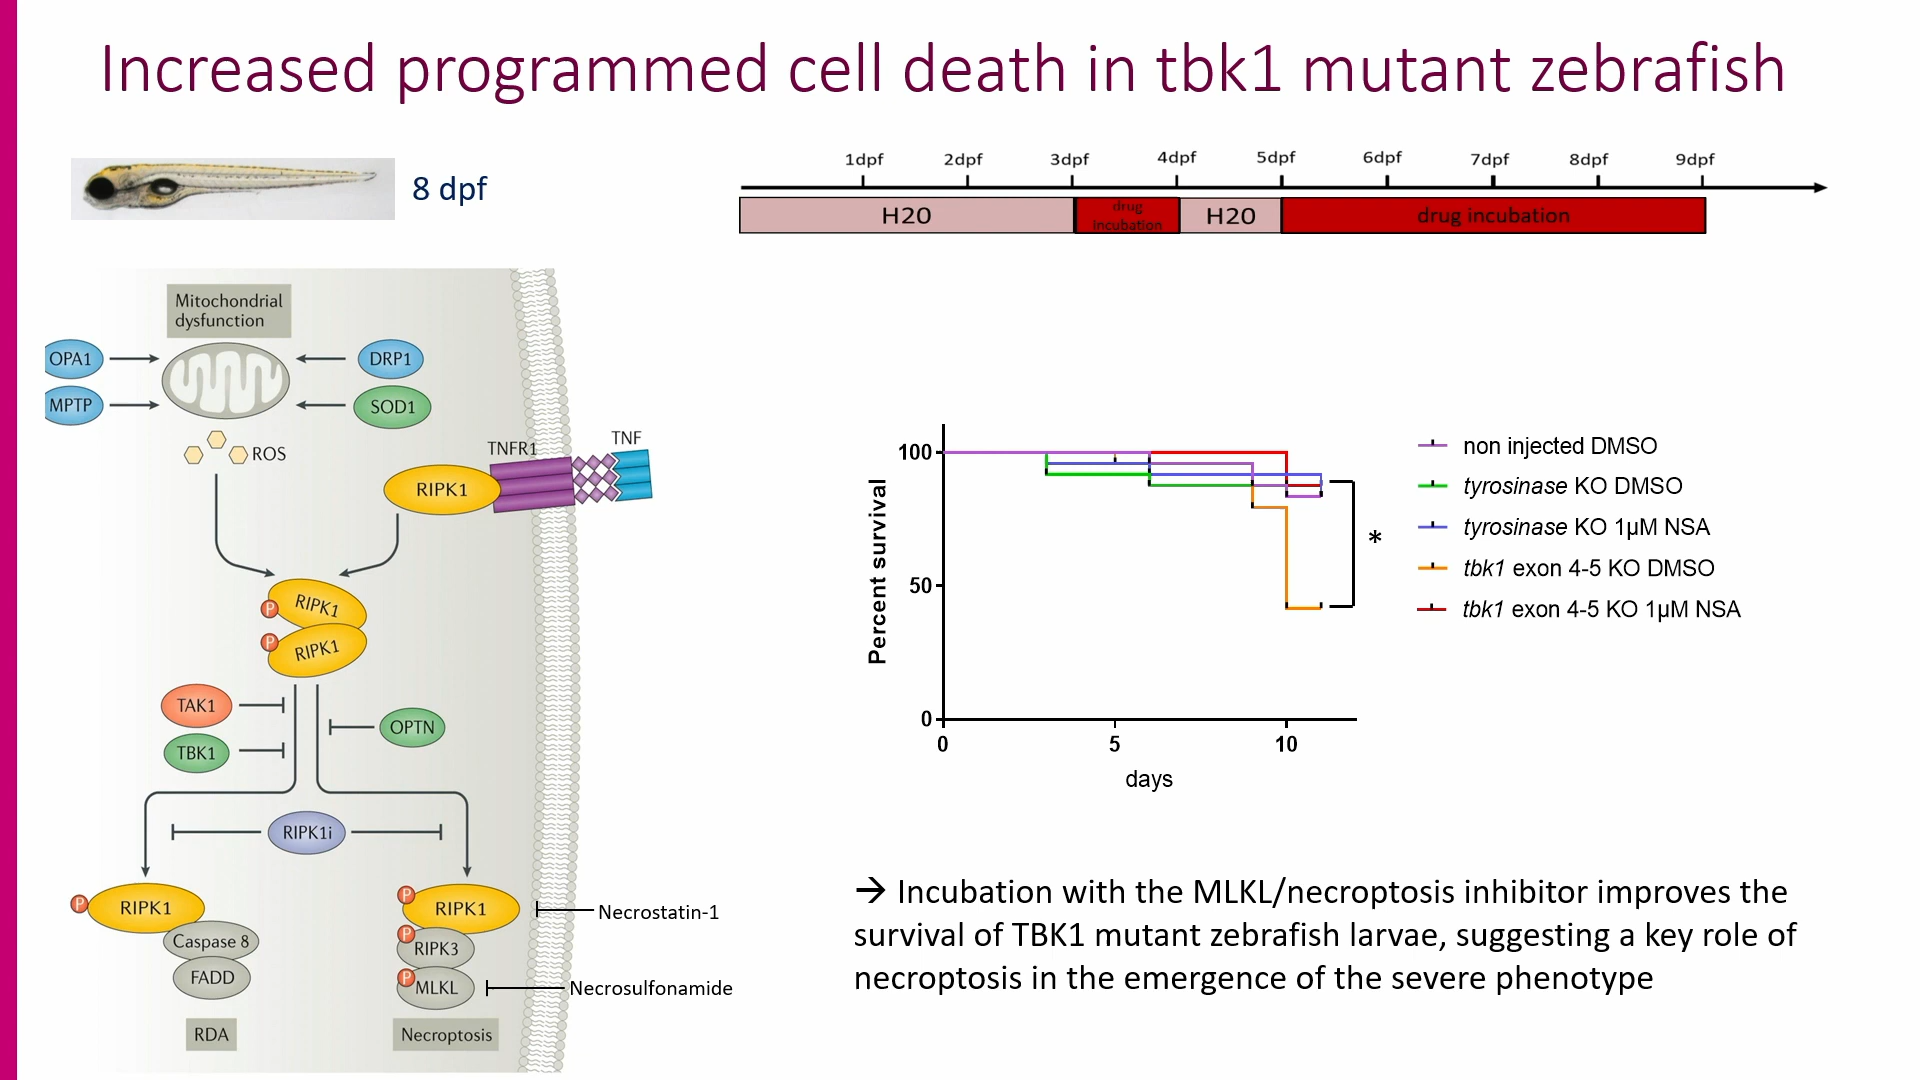 Increased programmed cell death in tbk1 mutant zebrafish
8 dpf
1dpf 2dpf 3dpf 4dpf 5dpf 6dpf 7dpf 8dpf 9dpf
H20
drug
incubation
H20
drug incubation
Mitochondrial
dysfunction
OPA1
DRP1
MPTP
SOD1
ROS
TNFR1
TNF
RIPK1
P
RIPK1
P
RIPK1
TAK1
OPTN
TBK1
RIPK1i
P
RIPK1
Caspase 8
FADD
RDA
P
RIPK1
P
RIPK3
P
MLKL
Necroptosis
Necrostatin-1
Necrosulfonamide
Percent survival
100
50
0
0 5 10
days
*
non injected DMSO
tyrosinase KO DMSO
tyrosinase KO 1µM NSA
tbk1 exon 4-5 KO DMSO
tbk1 exon 4-5 KO 1µM NSA
→ Incubation with the MLKL/necroptosis inhibitor improves the
survival of TBK1 mutant zebrafish larvae, suggesting a key role of
necroptosis in the emergence of the severe phenotype